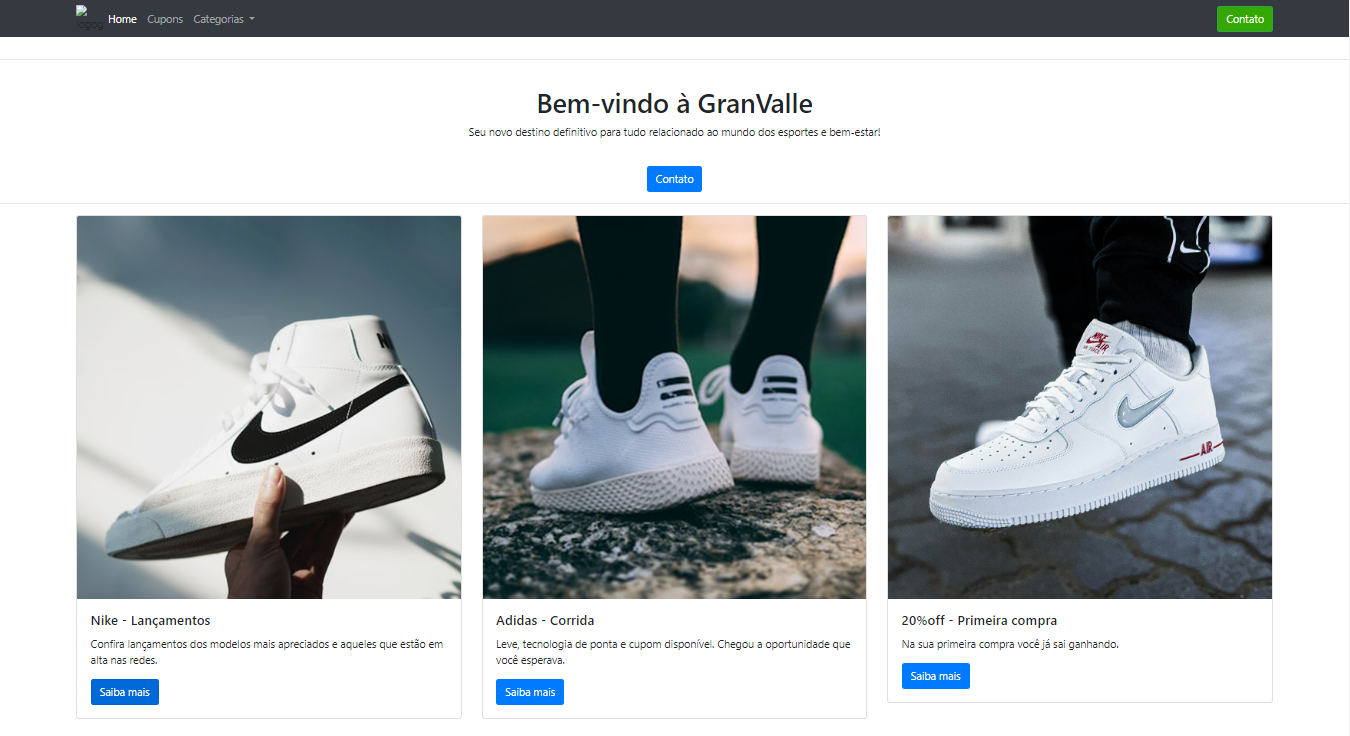 Home Cupons Categorias Contato
Bem-vindo à GranValle
Seu novo destino definitivo para tudo relacionado ao mundo dos esportes e bem-estar!
Contato
NIKE
AIR
AIR
Nike - Lançamentos
Confira lançamentos dos modelos mais apreciados e aqueles que estão em
alta nas redes.
Saiba mais
Adidas - Corrida
Leve, tecnologia de ponta e cupom disponível. Chegou a oportunidade que
você esperava.
Saiba mais
20%off - Primeira compra
Na sua primeira compra você já sai ganhando.
Saiba mais